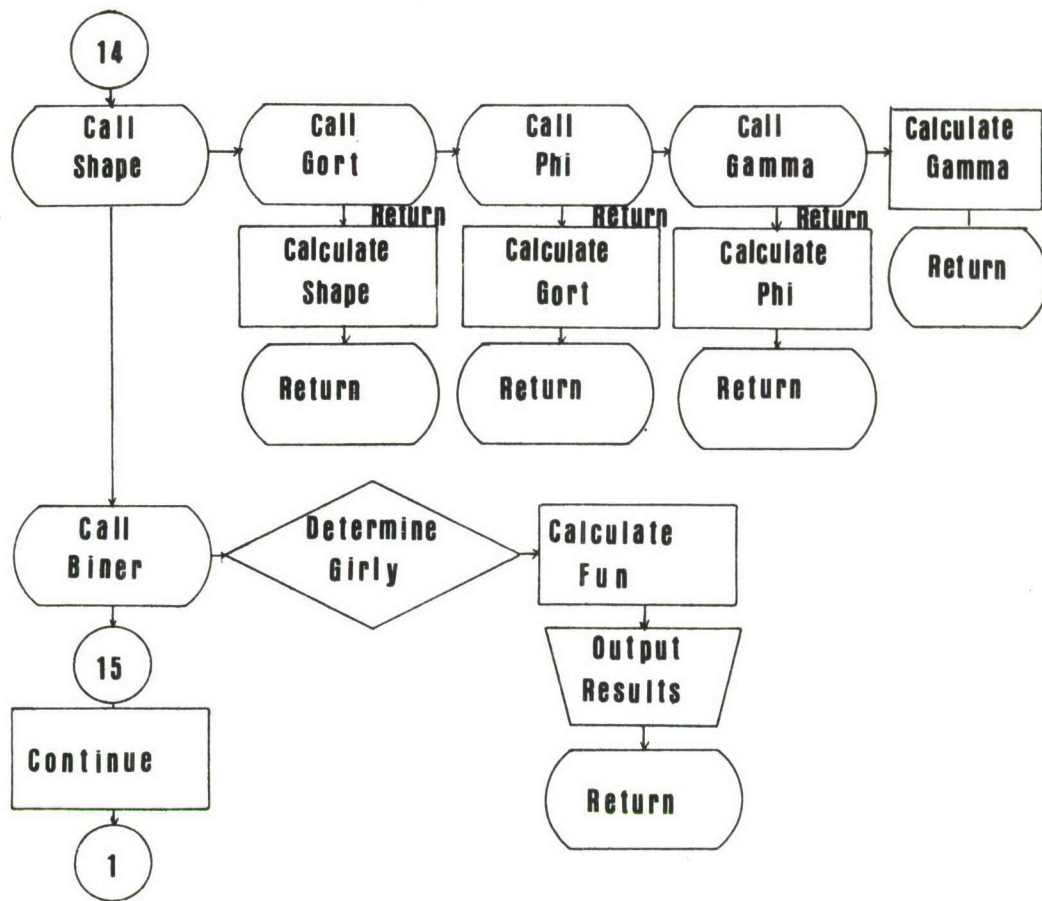 14
Call
Shape
Call
Gort
Call
Phi
Call
Gamma
Calculate
Gamma
Return
Return
Return
Calculate
Shape
Calculate
Gort
Calculate
Phi
Return
Return
Return
Return
Call
Biner
Determine
Girly
Calculate
Fun
Output
Results
Return
15
Continue
1